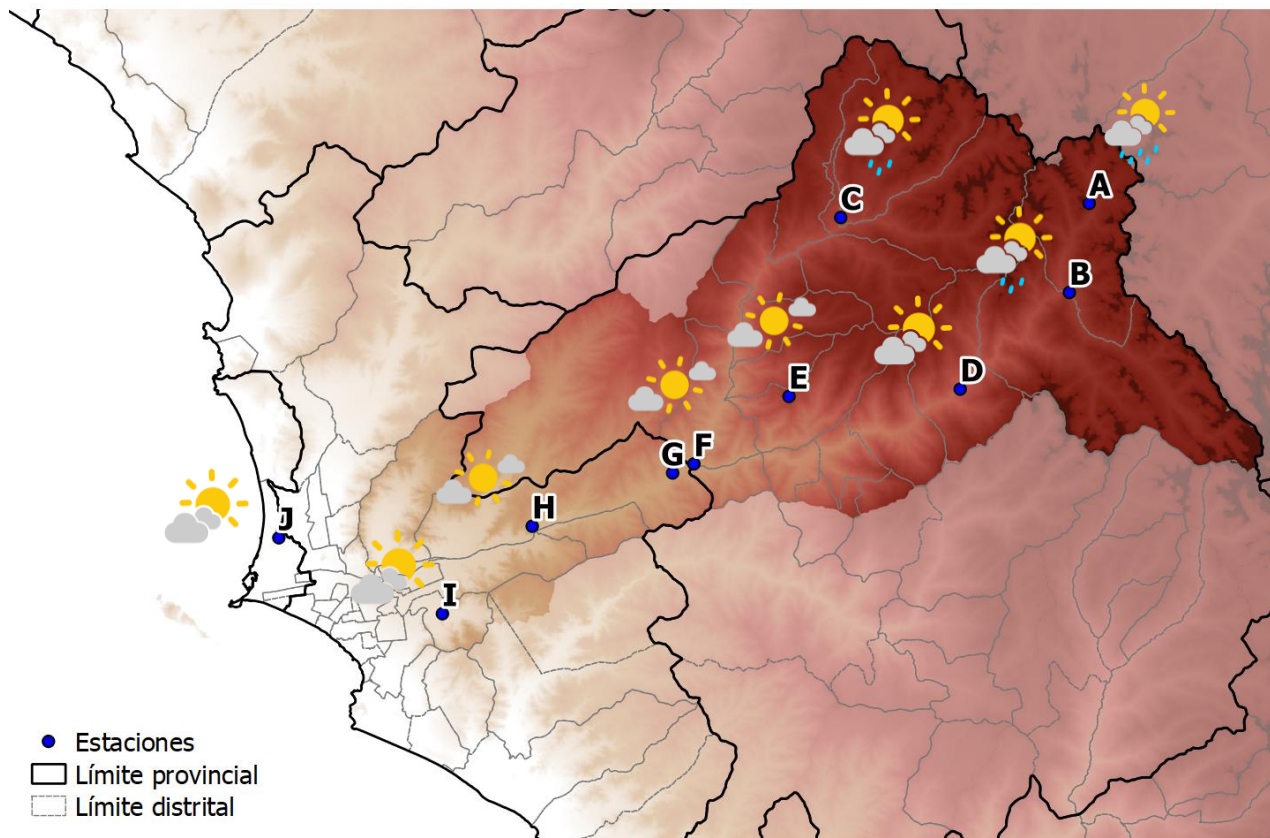 C
A
B
E
D
F
G
H
J
I
Estaciones
Límite provincial
Límite distrital